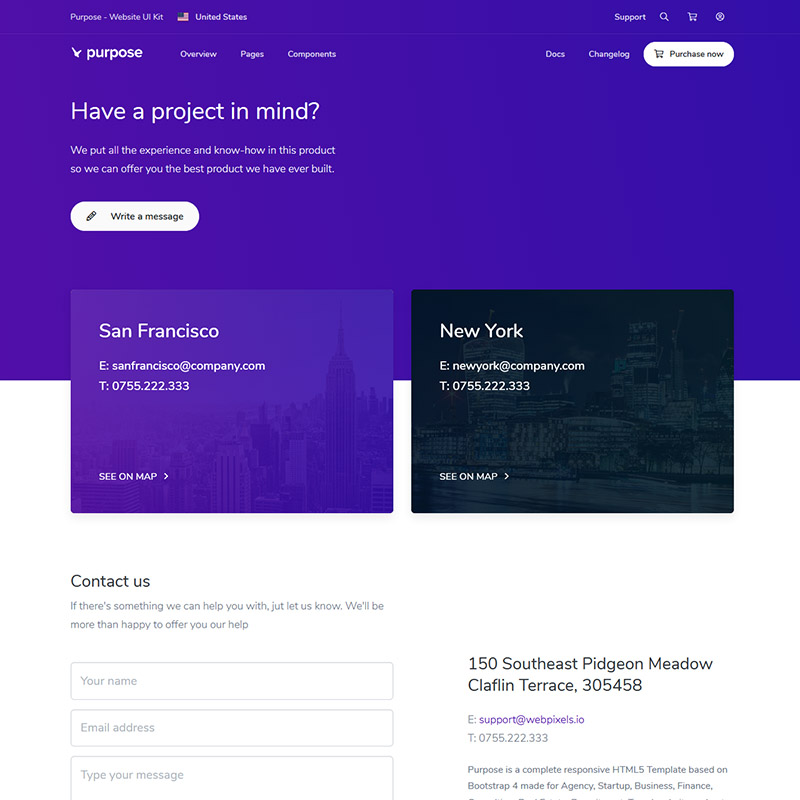 Purpose - Website UI Kit
United States
Support
purpose
Overview
Pages
Components
Docs
Changelog
Purchase now
Have a project in mind?
We put all the experience and know-how in this product
so we can offer you the best product we have ever built.
Write a message
San Francisco
E: sanfrancisco@company.com
T: 0755.222.333
SEE ON MAP
New York
E: newyork@company.com
T: 0755.222.333
SEE ON MAP
Contact us
If there's something we can help you with, jut let us know. We'll be
more than happy to offer you our help
Your name
Email address
Type your message
150 Southeast Pidgeon Meadow
Claflin Terrace, 305458
E: support@webpixels.io
T: 0755.222.333
Purpose is a complete responsive HTML5 Template based on
Bootstrap 4 made for Agency, Startup, Business, Finance,